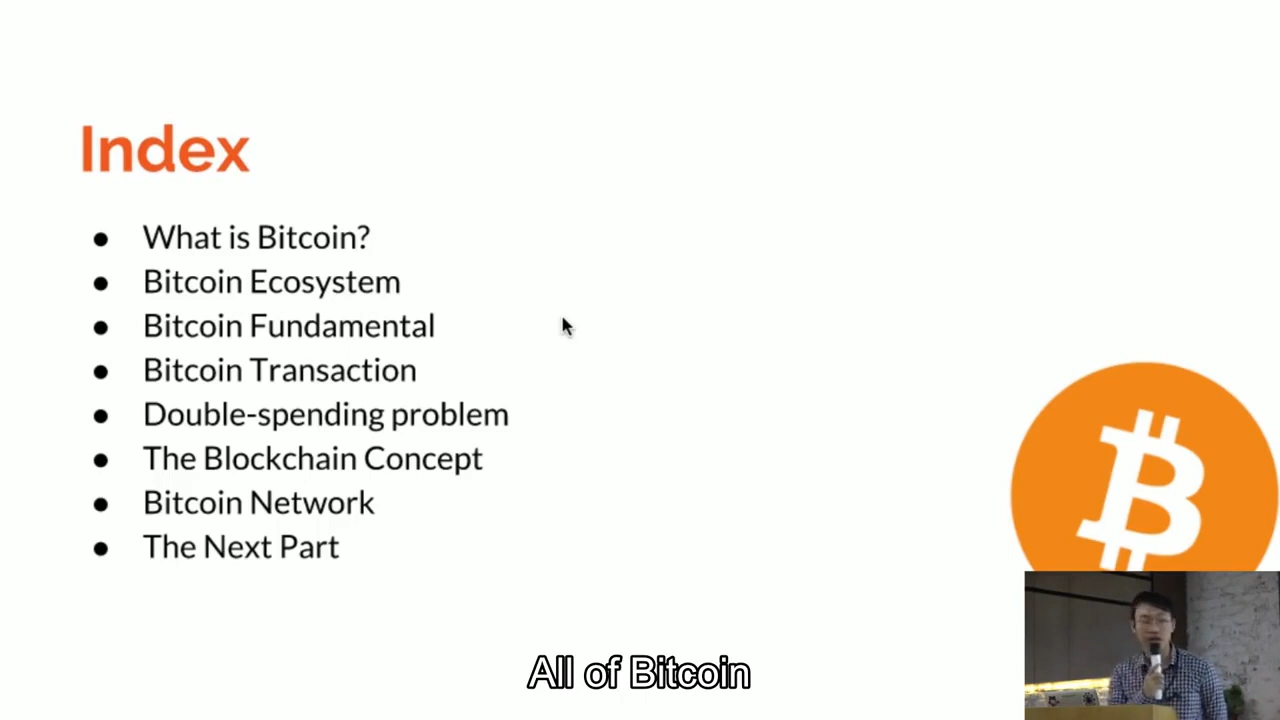 Index
● What is Bitcoin?
● Bitcoin Ecosystem
● Bitcoin Fundamental
● Bitcoin Transaction
● Double-spending problem
● The Blockchain Concept
● Bitcoin Network
● The Next Part
All of Bitcoin